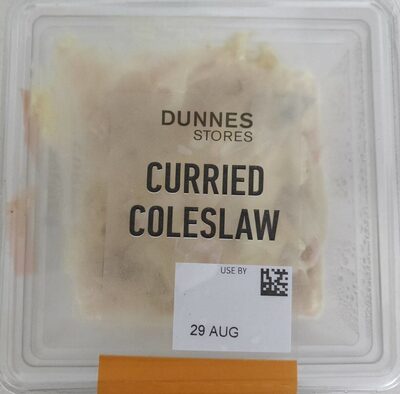 DUNNES
STORES
CURRIED
COLESLAW
USE BY
29 AUG